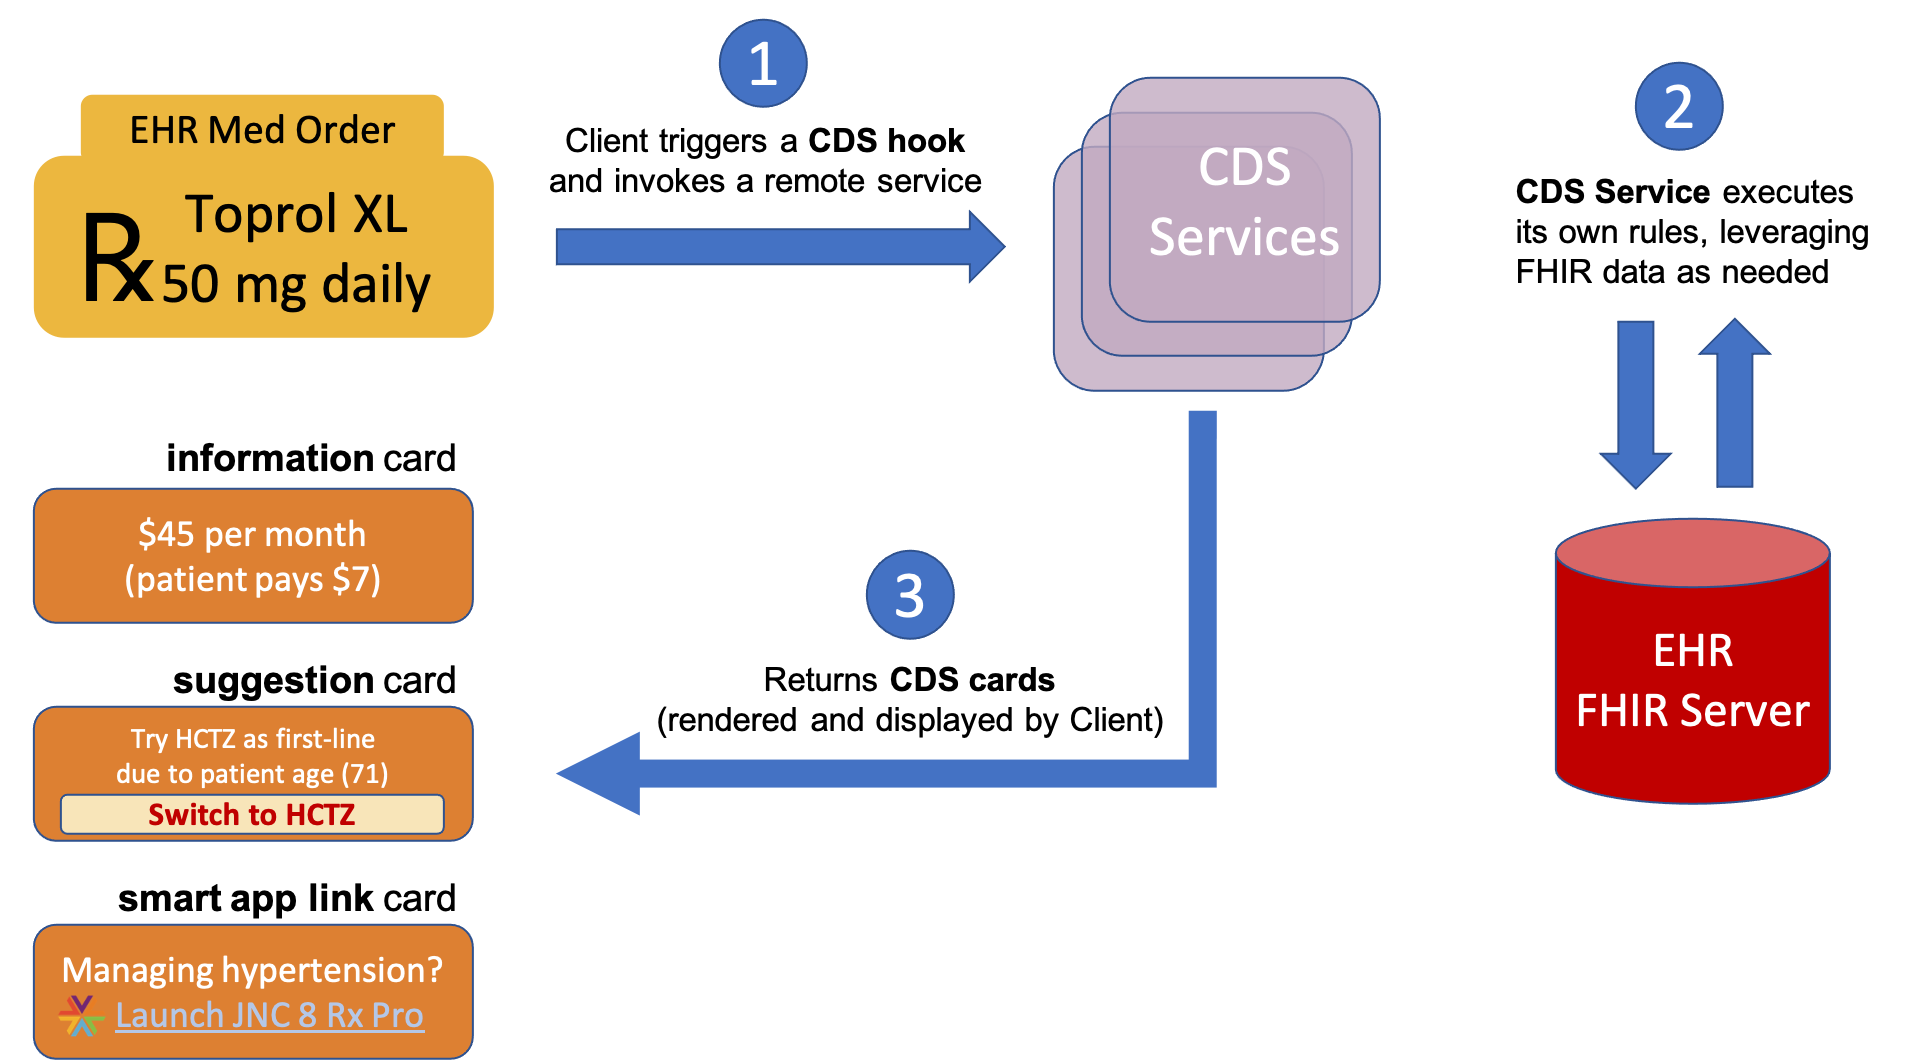 EHR Med Order
Rx
Toprol XL
50 mg daily
1
Client triggers a CDS hook
and invokes a remote service
CDS
Services
2
CDS Service executes
its own rules, leveraging
FHIR data as needed
EHR
FHIR Server
3
Returns CDS cards
(rendered and displayed by Client)
information card
$45 per month
(patient pays $7)
suggestion card
Try HCTZ as first-line
due to patient age (71)
Switch to HCTZ
smart app link card
Managing hypertension?
Launch JNC 8 Rx Pro